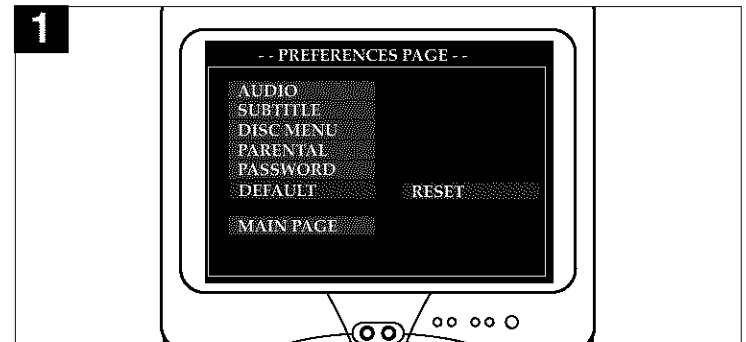 1
- - PREFERENCES PAGE - -
AUDIO
SUBTITLE
DISC MENU
PARENTAL
PASSWORD
DEFAULT RESET
MAIN PAGE